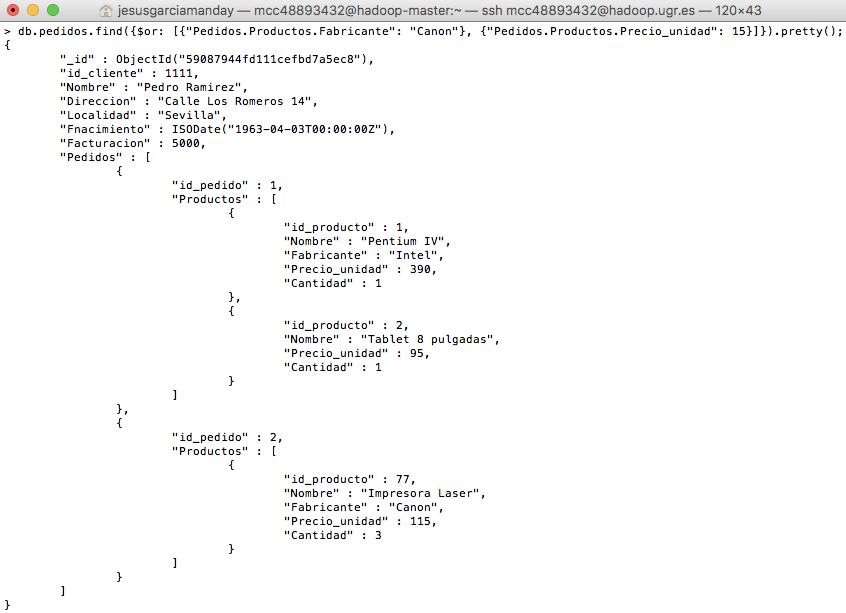 jesusgarciamanday — mcc48893432@hadoop-master:~ — ssh mcc48893432@hadoop.ugr.es — 120×43
> db.pedidos.find({$or: [{"Pedidos.Productos.Fabricante": "Canon"}, {"Pedidos.Productos.Precio_unidad": 15}]}).pretty();
{
        "_id" : ObjectId("59087944fd111cefbd7a5ec8"),
        "id_cliente" : 1111,
        "Nombre" : "Pedro Ramirez",
        "Direccion" : "Calle Los Romeros 14",
        "Localidad" : "Sevilla",
        "Fnacimiento" : ISODate("1963-04-03T00:00:00Z"),
        "Facturacion" : 5000,
        "Pedidos" : [
                {
                        "id_pedido" : 1,
                        "Productos" : [
                                {
                                        "id_producto" : 1,
                                        "Nombre" : "Pentium IV",
                                        "Fabricante" : "Intel",
                                        "Precio_unidad" : 390,
                                        "Cantidad" : 1
                                },
                                {
                                        "id_producto" : 2,
                                        "Nombre" : "Tablet 8 pulgadas",
                                        "Precio_unidad" : 95,
                                        "Cantidad" : 1
                                }
                        ]
                },
                {
                        "id_pedido" : 2,
                        "Productos" : [
                                {
                                        "id_producto" : 77,
                                        "Nombre" : "Impresora Laser",
                                        "Fabricante" : "Canon",
                                        "Precio_unidad" : 115,
                                        "Cantidad" : 3
                                }
                        ]
                }
        ]
}